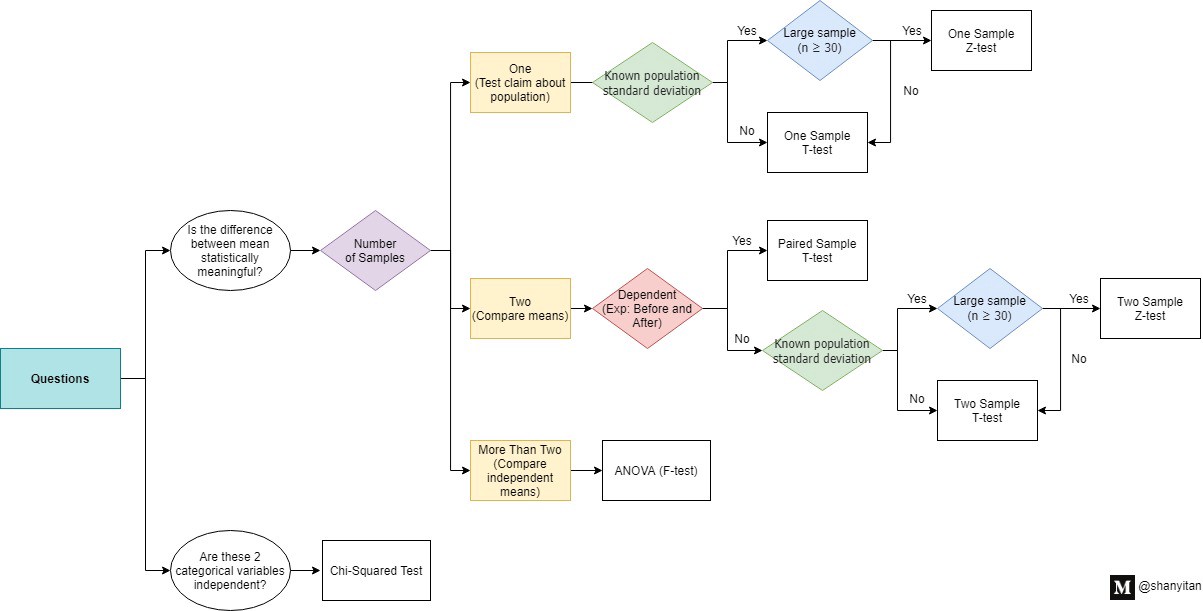 Yes
Large sample
(n ≥ 30)
Yes
One Sample
Z-test
One
(Test claim about
population)
Known population
standard deviation
No
No
One Sample
T-test
Is the difference
between mean
statistically
meaningful?
Number
of Samples
Yes
Paired Sample
T-test
Two
(Compare means)
Dependent
(Exp: Before and
After)
No
Known population
standard deviation
Yes
Large sample
(n ≥ 30)
Yes
Two Sample
Z-test
No
No
Two Sample
T-test
Questions
More Than Two
(Compare
independent
means)
ANOVA (F-test)
Are these 2
categorical variables
independent?
Chi-Squared Test
M @shanyitan